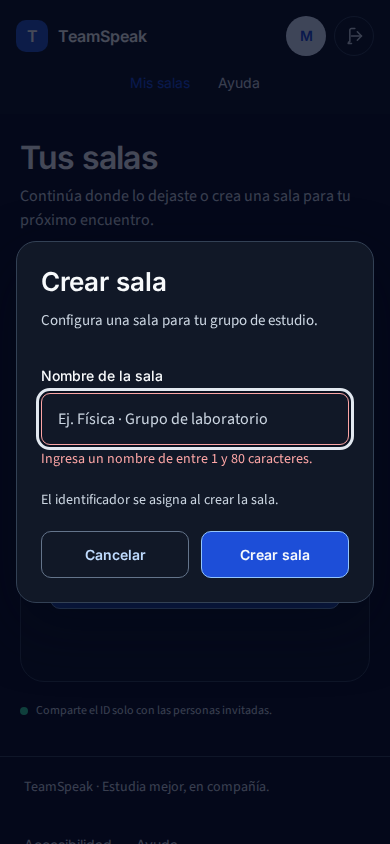 T TeamSpeak M
Mis salas Ayuda
Tus salas
Continúa donde lo dejaste o crea una sala para tu
próximo encuentro.
Crear sala
Configura una sala para tu grupo de estudio.
Nombre de la sala
Ej. Física · Grupo de laboratorio
Ingresa un nombre de entre 1 y 80 caracteres.
El identificador se asigna al crear la sala.
Cancelar Crear sala
Comparte el ID solo con las personas invitadas.
TeamSpeak · Estudia mejor, en compañía.
Accesibilidad Ayuda